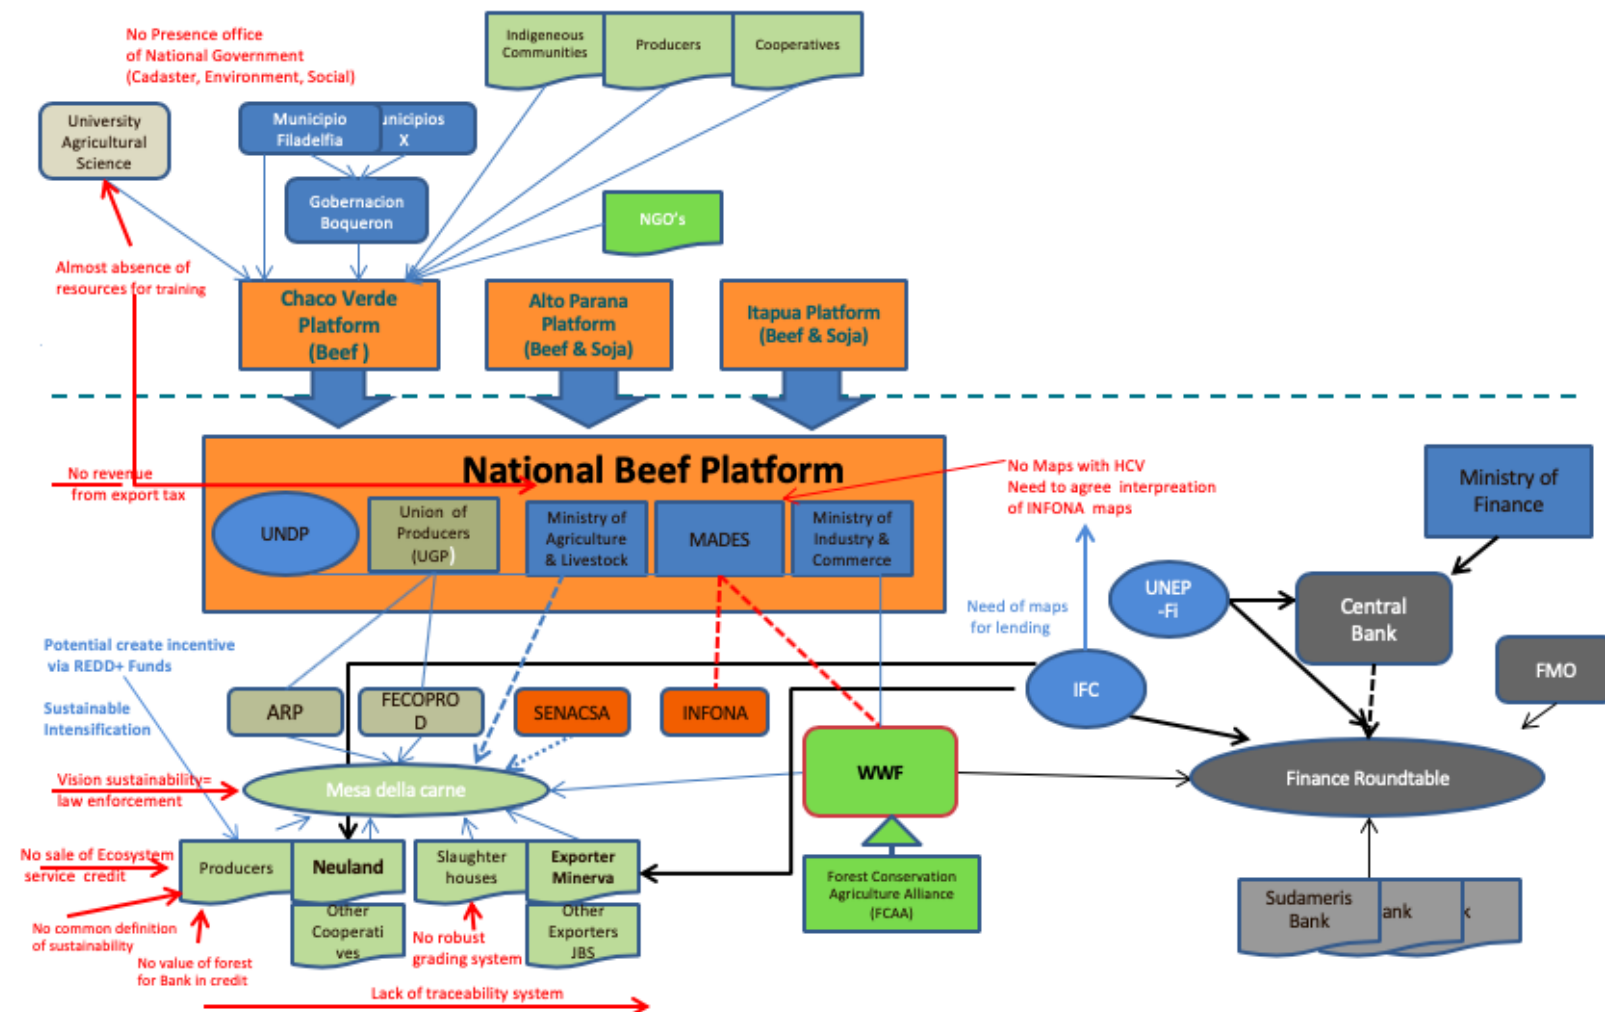 No Presence office
of National Government
(Cadaster, Environment, Social)
Indigeneous
Communities
Producers
Cooperatives
University
Agricultural
Science
Municipio
Filadelfia
unicipios
X
Gobernacion
Boqueron
NGO's
Almost absence of
resources for training
Chaco Verde
Platform
(Beef )
Alto Parana
Platform
(Beef & Soja)
Itapua Platform
(Beef & Soja)
National Beef Platform
No revenue
from export tax
UNDP
Union of
Producers
(UGP)
Ministry of
Agriculture
& Livestock
MADES
Ministry of
Industry &
Commerce
No Maps with HCV
Need to agree interpreation
of INFONA maps
Ministry of
Finance
UNEP
-Fi
Central
Bank
Need of maps
for lending
IFC
FMO
Potential create incentive
via REDD+ Funds
Sustainable
Intensification
ARP
FECOPRO
D
SENACSA
INFONA
Vision sustainability=
law enforcement
Mesa della carne
WWF
Finance Roundtable
No sale of Ecosystem
service credit
Producers
Neuland
Slaughter
houses
Exporter
Minerva
Forest Conservation
Agriculture Alliance
(FCAA)
Sudameris
Bank
ank
k
No common definition
of sustainability
Other
Cooperati
ves
No robust
grading system
Other
Exporters
JBS
No value of forest
for Bank in credit
Lack of traceability system